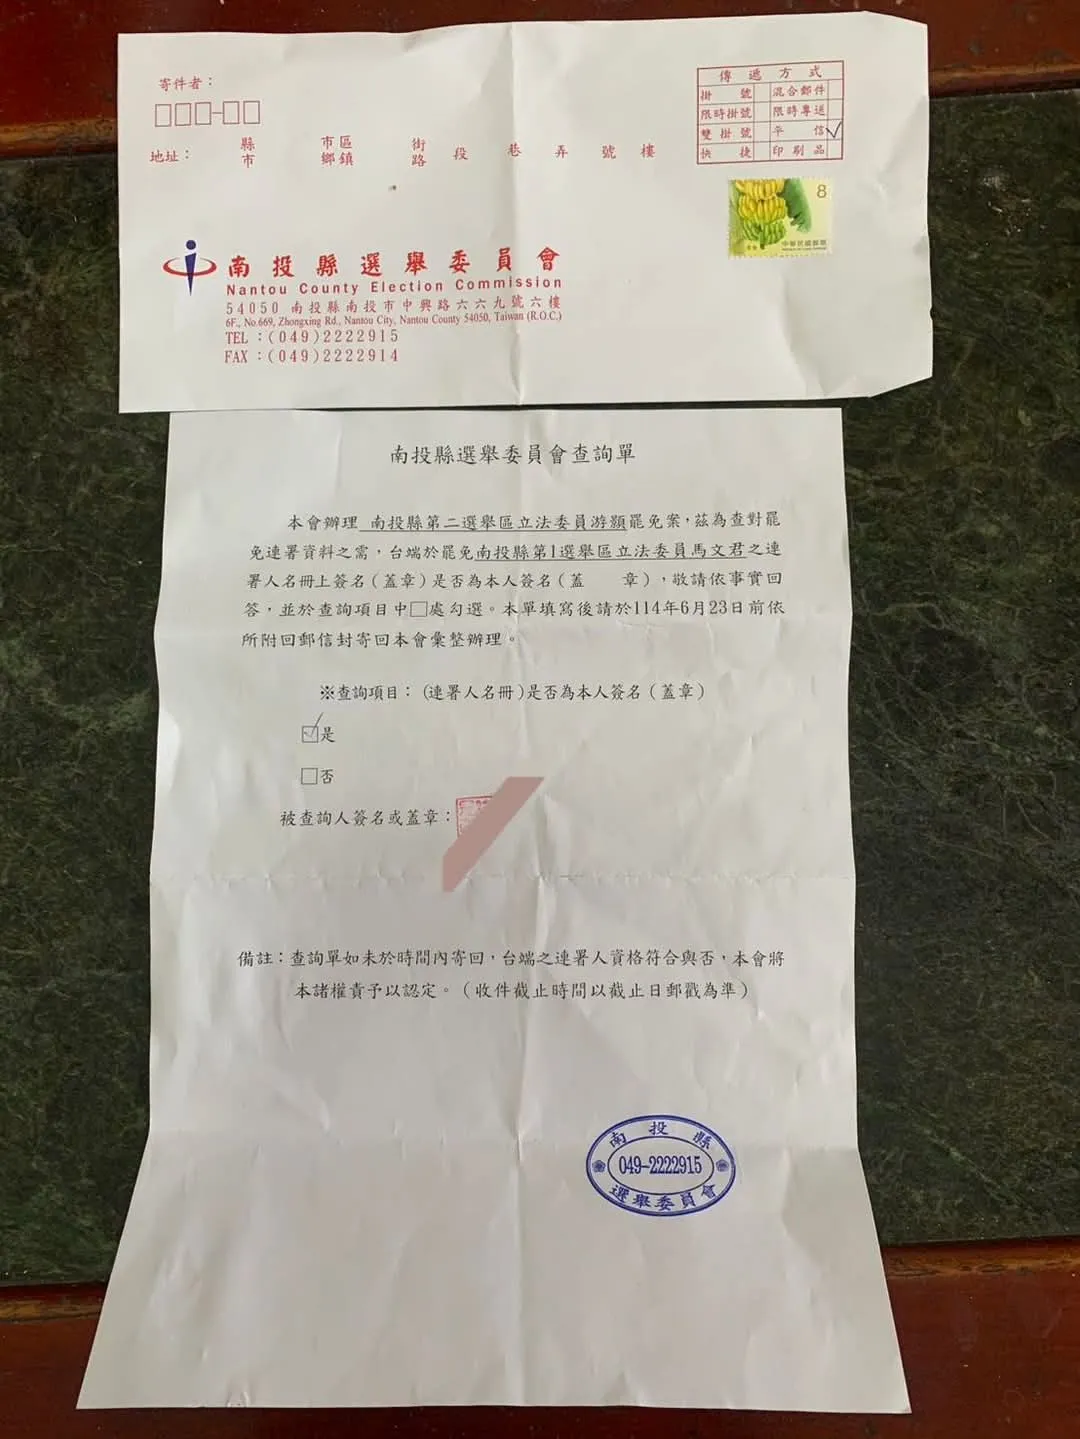 寄件者：
□□□-□□
地址： 縣市 市區鄉鎮 街路 段 巷 弄 號 樓
傳遞方式
掛號 混合郵件
限時掛號 限時專送
雙掛號 平信 ✓
快捷 印刷品
8
中華民國郵票
南投縣選舉委員會
Nantou County Election Commission
54050 南投縣南投市中興路六六九號六樓
6F., No.669, Zhongxing Rd., Nantou City, Nantou County 54050, Taiwan (R.O.C.)
TEL：(049)2222915
FAX：(049)2222914
南投縣選舉委員會查詢單
本會辦理 南投縣第二選舉區立法委員游顥罷免案，茲為查對罷
免連署資料之需，台端於罷免南投縣第1選舉區立法委員馬文君之連
署人名冊上簽名（蓋章）是否為本人簽名（蓋 章），敬請依事實回
答，並於查詢項目中□處勾選。本單填寫後請於114年6月23日前依
所附回郵信封寄回本會彙整辦理。
※查詢項目：（連署人名冊）是否為本人簽名（蓋章）
☑是
□否
被查詢人簽名或蓋章：
備註：查詢單如未於時間內寄回，台端之連署人資格符合與否，本會將
本諸權責予以認定。（收件截止時間以截止日郵戳為準）
南投縣
049-2222915
選舉委員會